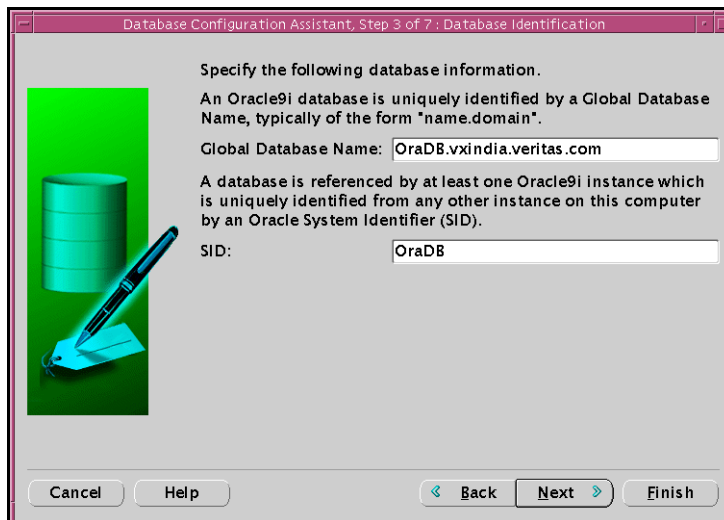 Database Configuration Assistant, Step 3 of 7 : Database Identification
Specify the following database information.
An Oracle9i database is uniquely identified by a Global Database
Name, typically of the form "name.domain".
Global Database Name: OraDB.vxindia.veritas.com
A database is referenced by at least one Oracle9i instance which
is uniquely identified from any other instance on this computer
by an Oracle System Identifier (SID).
SID: OraDB
Cancel Help Back Next Finish